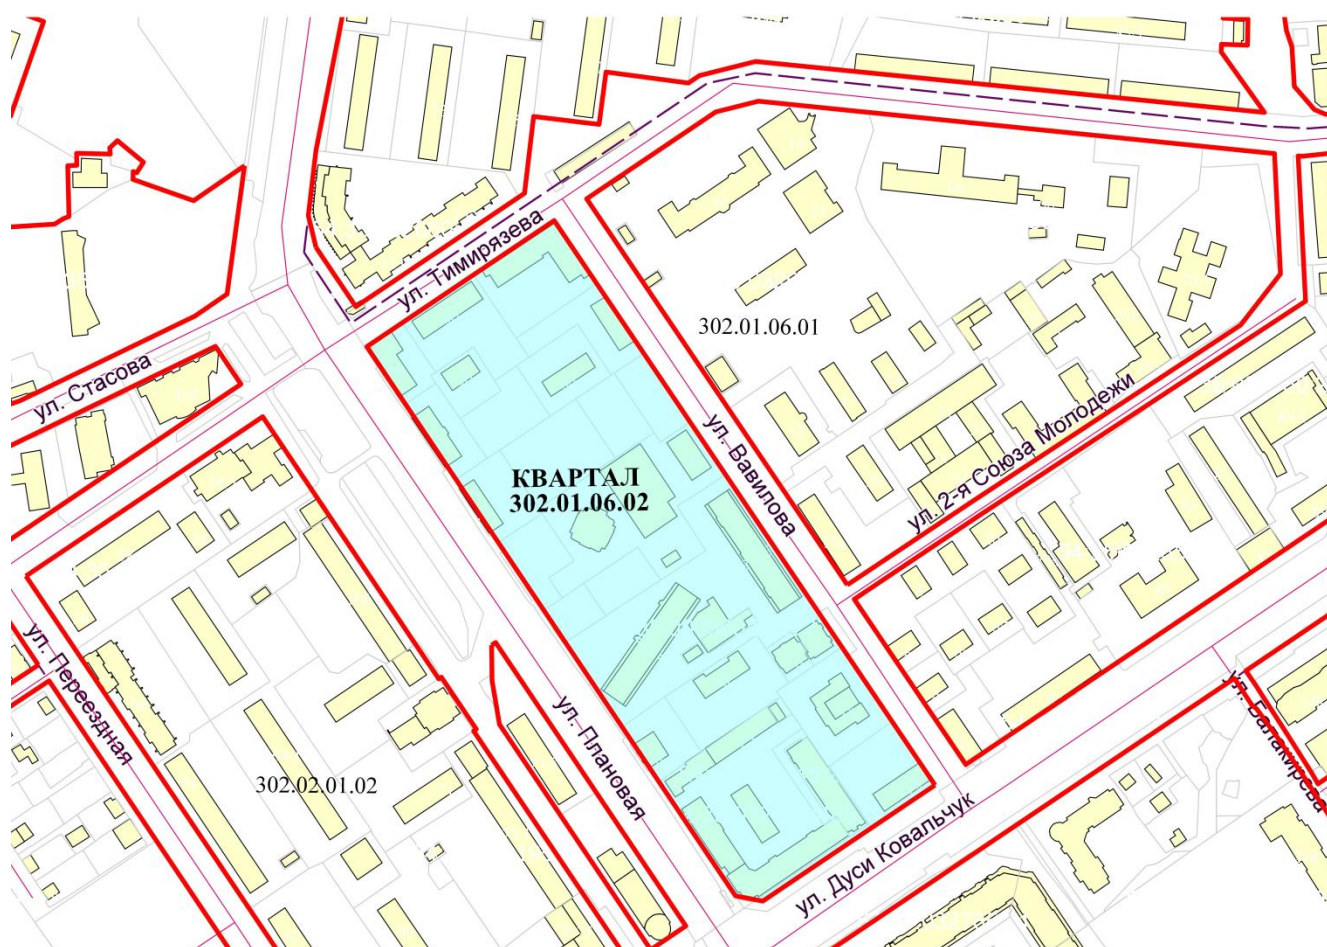 ул. Тимирязева
302.01.06.01
ул. Стасова
ул. 2-я Союза Молодежи
ул. Вавилова
КВАРТАЛ
302.01.06.02
ул. Переездная
ул. Плановая
ул. Балакирева
302.02.01.02
ул. Дуси Ковальчук